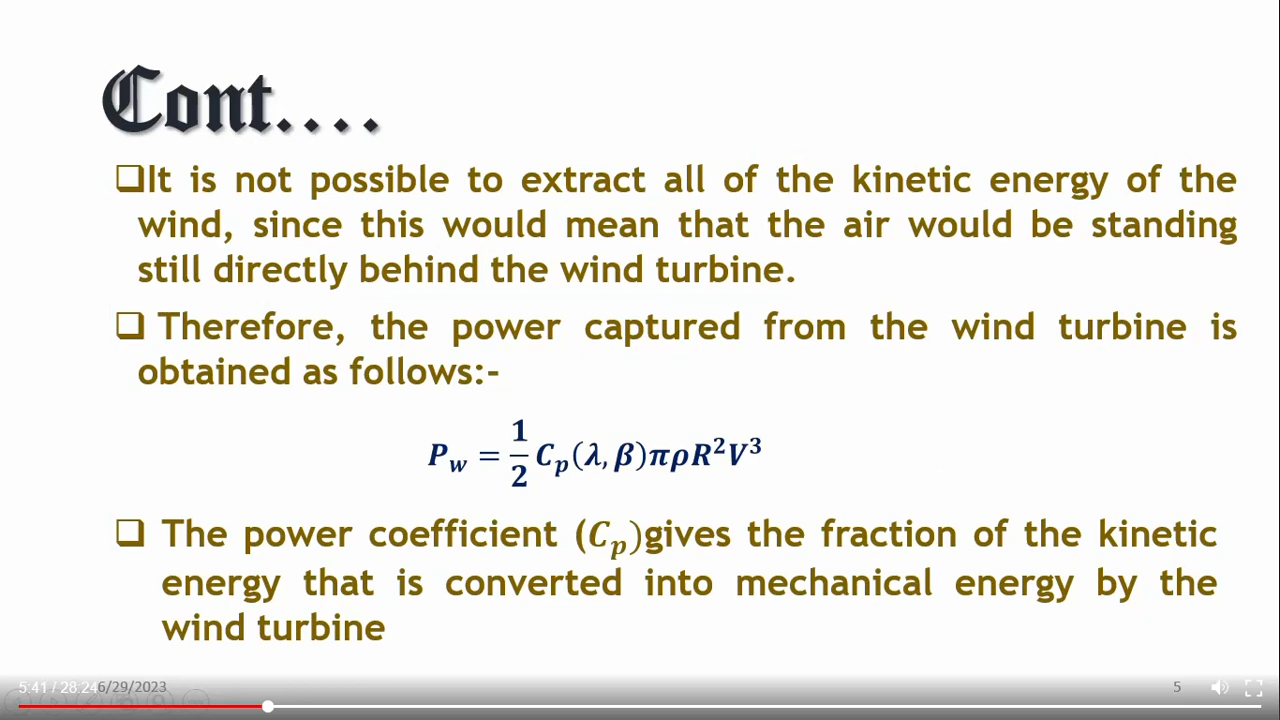 Cont....
❑It is not possible to extract all of the kinetic energy of the
wind, since this would mean that the air would be standing
still directly behind the wind turbine.
❑ Therefore, the power captured from the wind turbine is
obtained as follows:-
P_w = 1/2 C_p(λ, β)πρR²V³
❑ The power coefficient (C_p)gives the fraction of the kinetic
energy that is converted into mechanical energy by the
wind turbine
5:41 / 28:24 6/29/2023 5